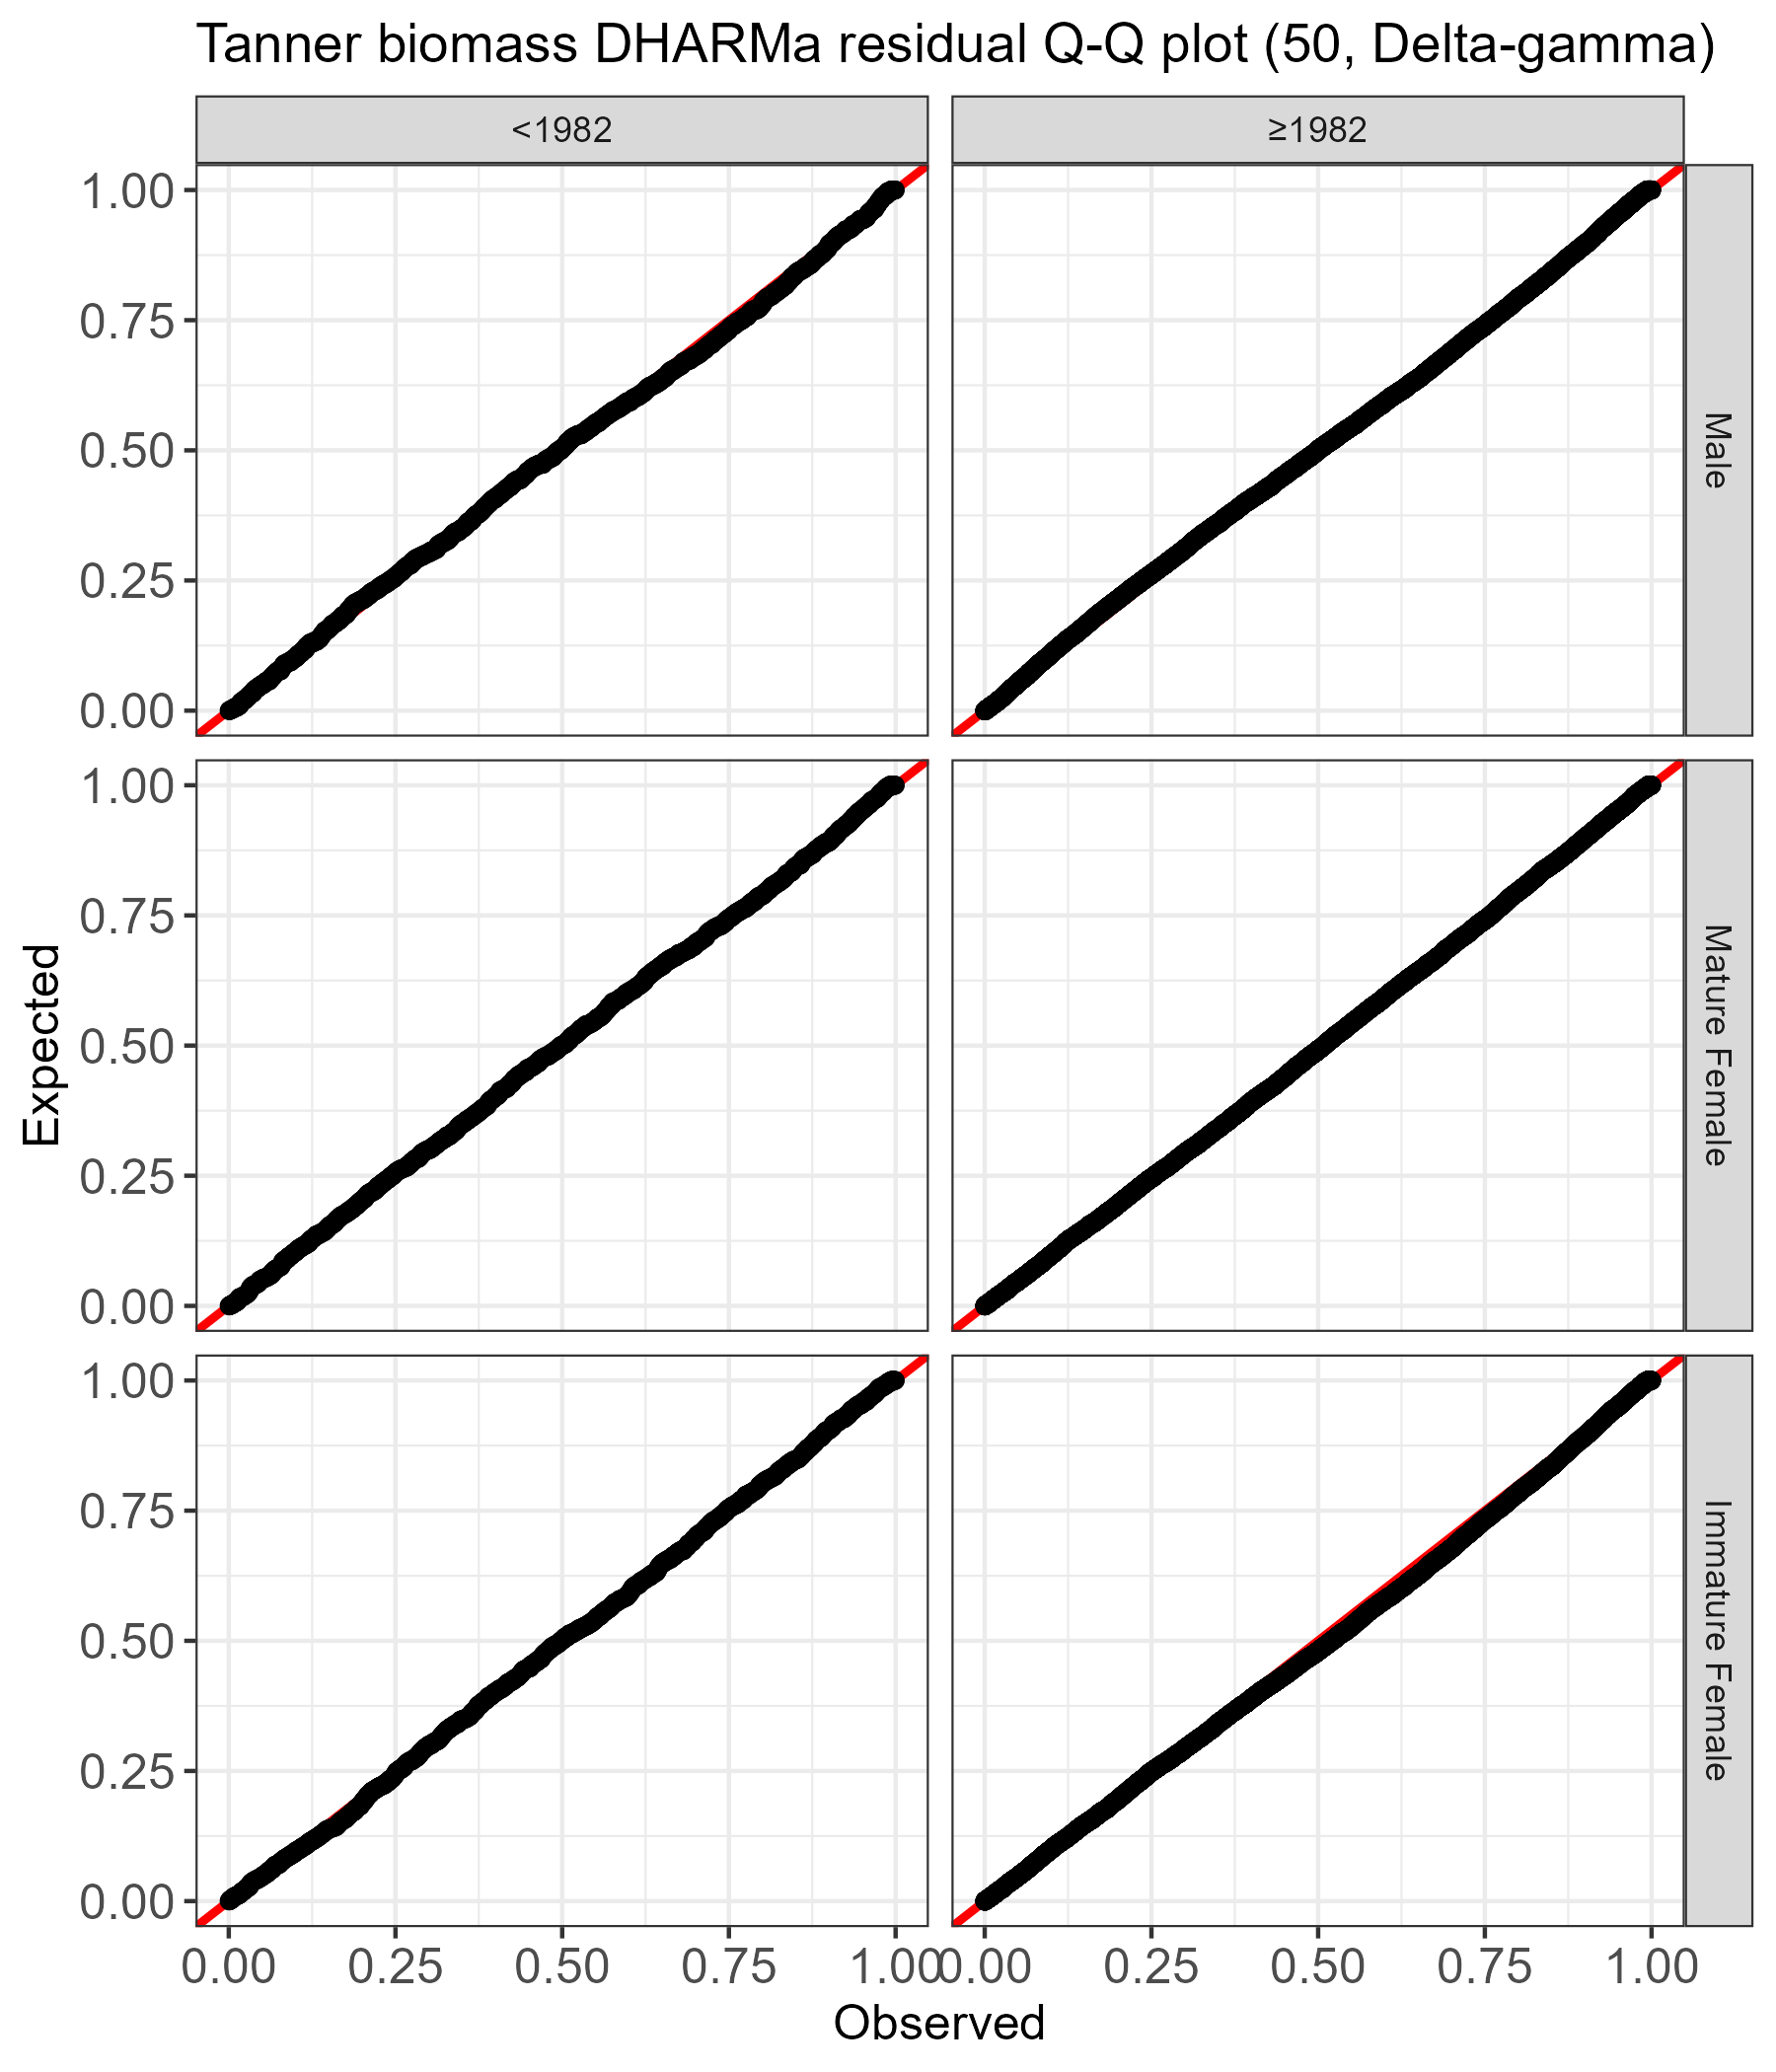 Tanner biomass DHARMa residual Q-Q plot (50, Delta-gamma)
<1982
≥1982
1.00
0.75
0.50
0.25
0.00
Male
1.00
0.75
0.50
0.25
0.00
Mature Female
Expected
1.00
0.75
0.50
0.25
0.00
Immature Female
0.00 0.25 0.50 0.75 1.00 0.00 0.25 0.50 0.75 1.00
Observed